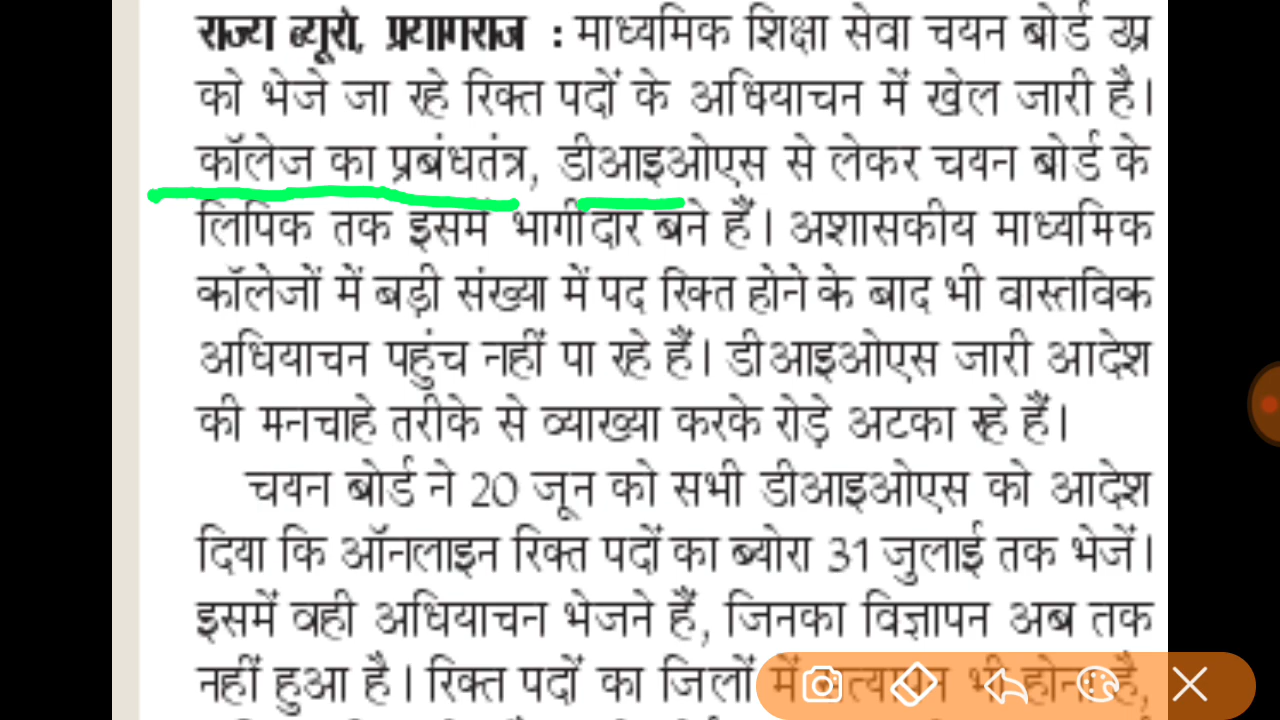 राज्य ब्यूरो, प्रयागराज : माध्यमिक शिक्षा सेवा चयन बोर्ड उप्र
को भेजे जा रहे रिक्त पदों के अधियाचन में खेल जारी है।
कॉलेज का प्रबंधतंत्र, डीआइओएस से लेकर चयन बोर्ड के
लिपिक तक इसमें भागीदार बने हैं। अशासकीय माध्यमिक
कॉलेजों में बड़ी संख्या में पद रिक्त होने के बाद भी वास्तविक
अधियाचन पहुंच नहीं पा रहे हैं। डीआइओएस जारी आदेश
की मनचाहे तरीके से व्याख्या करके रोड़े अटका रहे हैं।
चयन बोर्ड ने 20 जून को सभी डीआइओएस को आदेश
दिया कि ऑनलाइन रिक्त पदों का ब्योरा 31 जुलाई तक भेजें।
इसमें वही अधियाचन भेजने हैं, जिनका विज्ञापन अब तक
नहीं हुआ है। रिक्त पदों का जिलों में सत्यापन भी होना है,